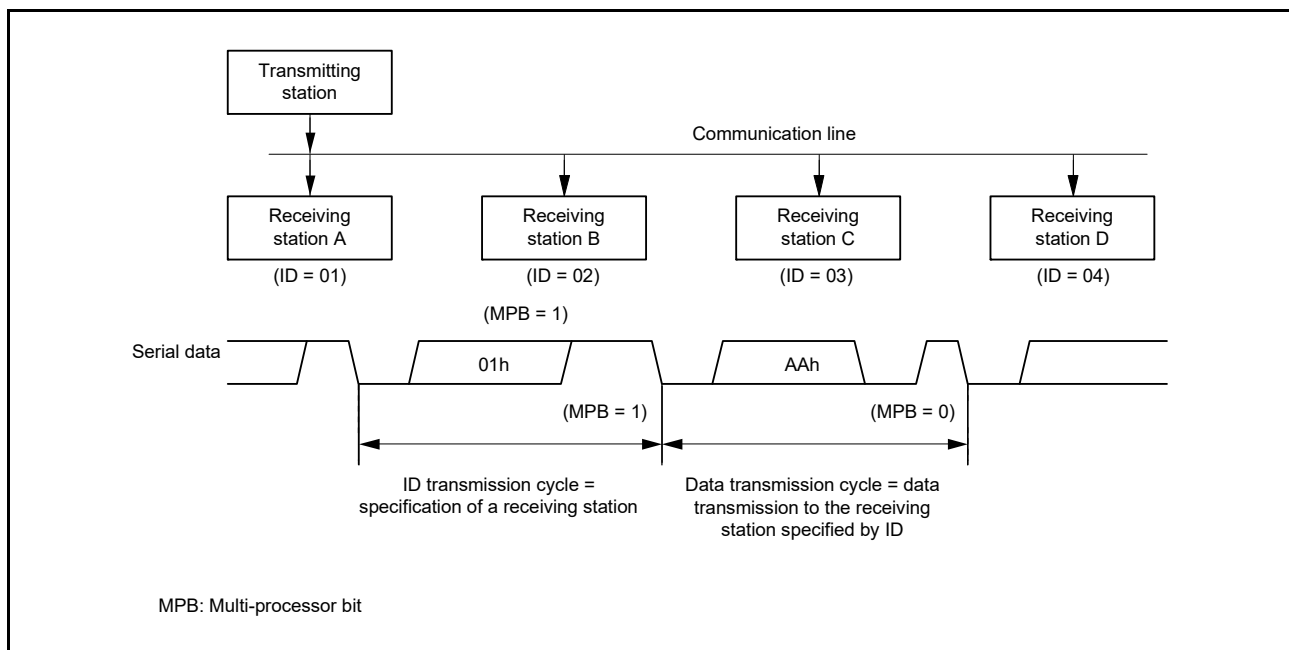 Transmitting
station
Communication line
Receiving
station A
Receiving
station B
Receiving
station C
Receiving
station D
(ID = 01)
(ID = 02)
(ID = 03)
(ID = 04)
(MPB = 1)
Serial data
01h
AAh
(MPB = 1)
(MPB = 0)
ID transmission cycle =
specification of a receiving station
Data transmission cycle = data
transmission to the receiving
station specified by ID
MPB: Multi-processor bit